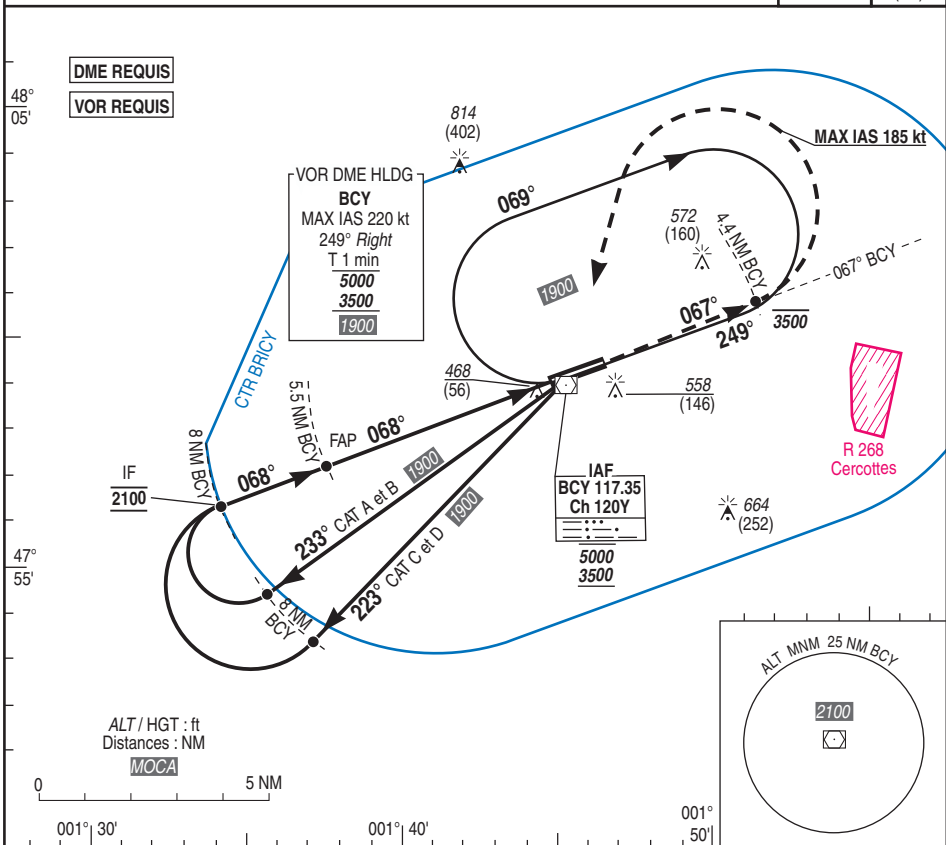 DME REQUIS
VOR REQUIS
48°
05'
814
(402)
MAX IAS 185 kt
VOR DME HLDG
BCY
MAX IAS 220 kt
249° Right
T 1 min
5000
3500
1900
069°
572
(160)
4.4 NM BCY
067° BCY
1900
067°
249°
3500
CTR BRICY
468
(56)
558
(146)
5.5 NM BCY
FAP
068°
R 268
Cercottes
8 NM BCY
IF
2100
068°
1900
233° CAT A et B
1900
223° CAT C et D
IAF
BCY 117.35
Ch 120Y
5000
3500
664
(252)
47°
55'
8 NM
BCY
ALT MNM 25 NM BCY
2100
ALT / HGT : ft
Distances : NM
MOCA
0
5 NM
001° 30'
001° 40'
001°
50'